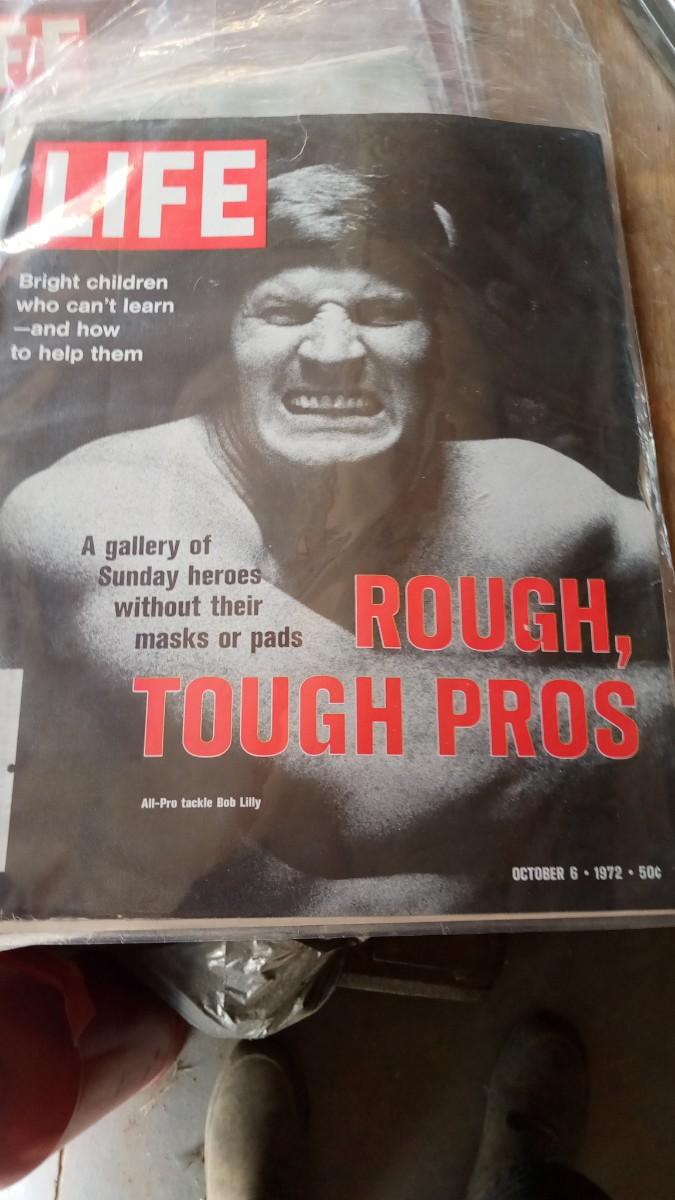 LIFE
Bright children
who can't learn
—and how
to help them
A gallery of
Sunday heroes
without their
masks or pads
ROUGH,
TOUGH PROS
All-Pro tackle Bob Lilly
OCTOBER 6 • 1972 • 50¢